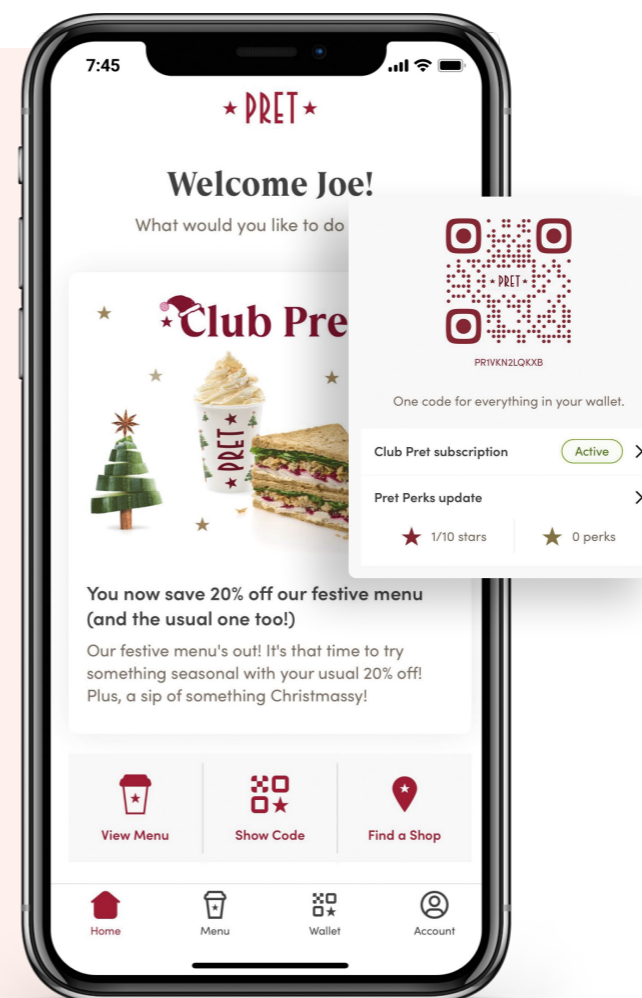 7:45
PRET
Welcome Joe!
What would you like to do
Club Pre
PRET
You now save 20% off our festive menu
(and the usual one too!)
Our festive menu's out! It's that time to try
something seasonal with your usual 20% off!
Plus, a sip of something Christmassy!
View Menu
Show Code
Find a Shop
Home
Menu
Wallet
Account
PRET
PR1VKN2LQKXB
One code for everything in your wallet.
Club Pret subscription
Active
Pret Perks update
1/10 stars
0 perks